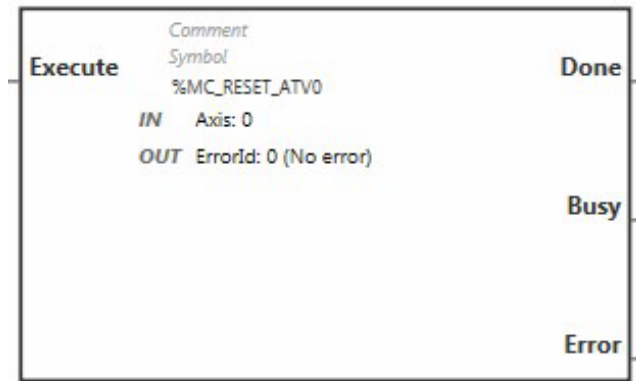 Comment
Execute Symbol Done
%MC_RESET_ATV0
IN Axis: 0
OUT ErrorId: 0 (No error)
Busy
Error